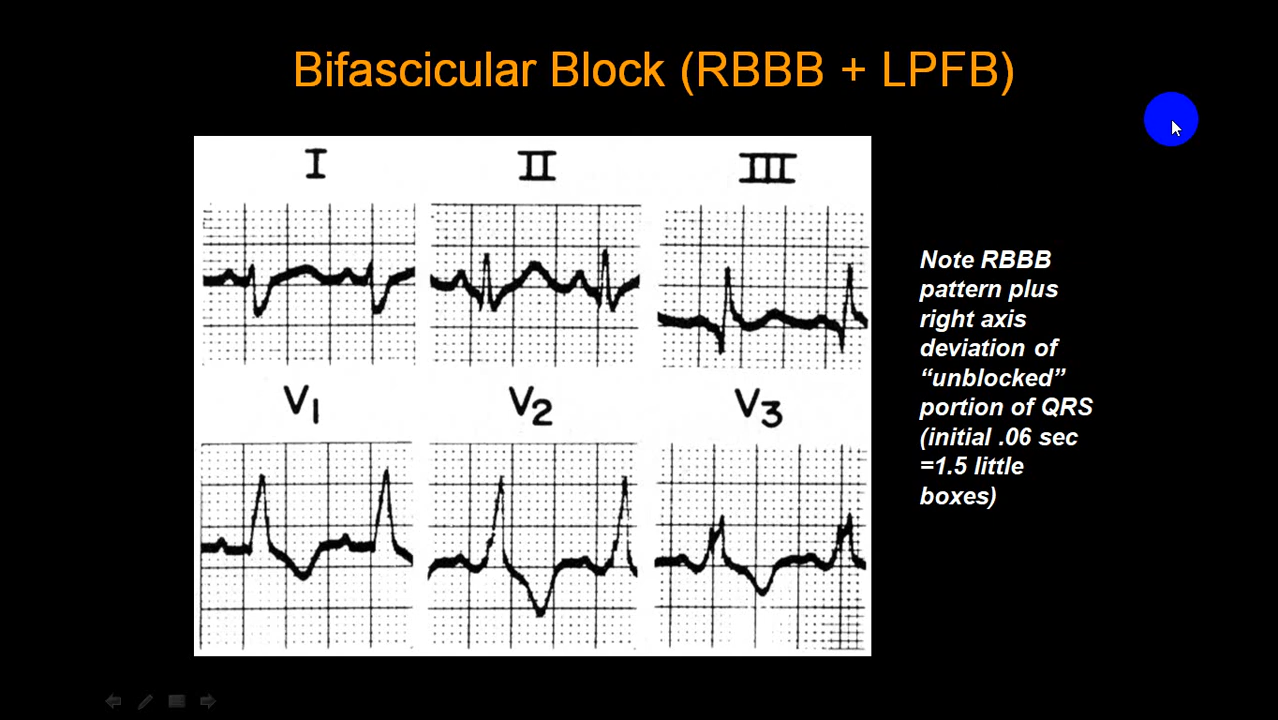 Bifascicular Block (RBBB + LPFB)
I
II
III
V1
V2
V3
Note RBBB
pattern plus
right axis
deviation of
“unblocked”
portion of QRS
(initial .06 sec
=1.5 little
boxes)